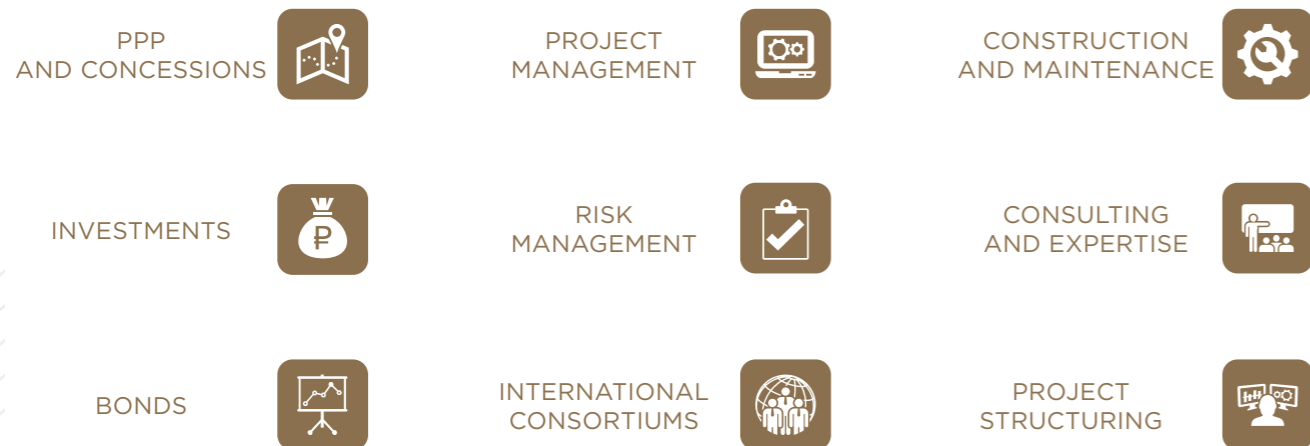 PPP
AND CONCESSIONS
PROJECT
MANAGEMENT
CONSTRUCTION
AND MAINTENANCE
INVESTMENTS
₽
RISK
MANAGEMENT
CONSULTING
AND EXPERTISE
BONDS
INTERNATIONAL
CONSORTIUMS
PROJECT
STRUCTURING